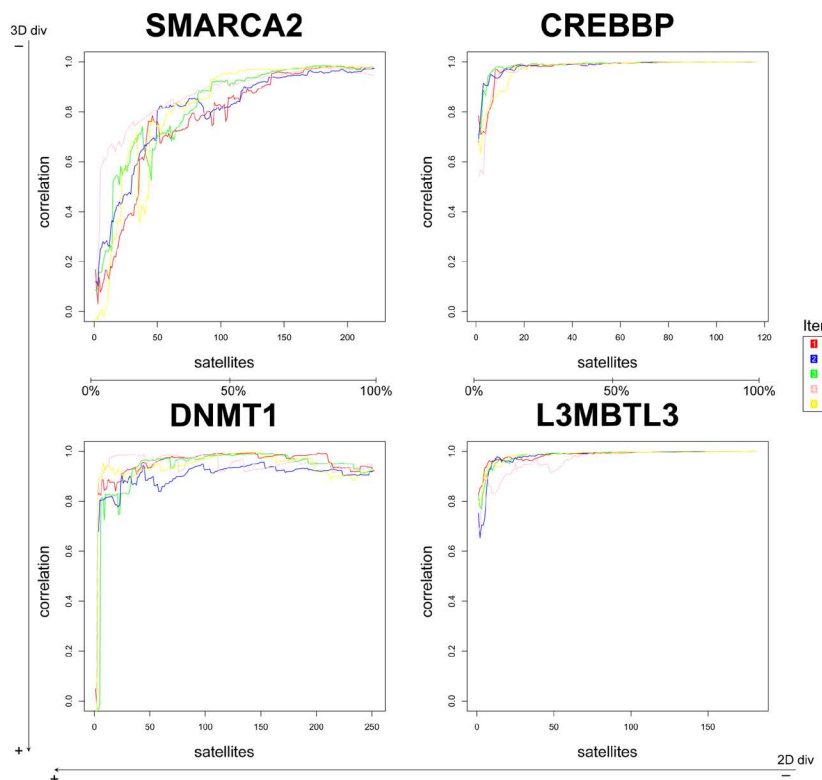 3D div
−
SMARCA2
CREBBP
correlation
0.0 0.2 0.4 0.6 0.8 1.0
0 50 100 150 200
satellites
0% 50% 100%
correlation
0.0 0.2 0.4 0.6 0.8 1.0
0 20 40 60 80 100 120
satellites
0% 50% 100%
Iter
1
2
3
4
DNMT1
L3MBTL3
correlation
0.0 0.2 0.4 0.6 0.8 1.0
0 50 100 150 200 250
satellites
correlation
0.0 0.2 0.4 0.6 0.8 1.0
0 50 100 150
satellites
+
2D div
+
−